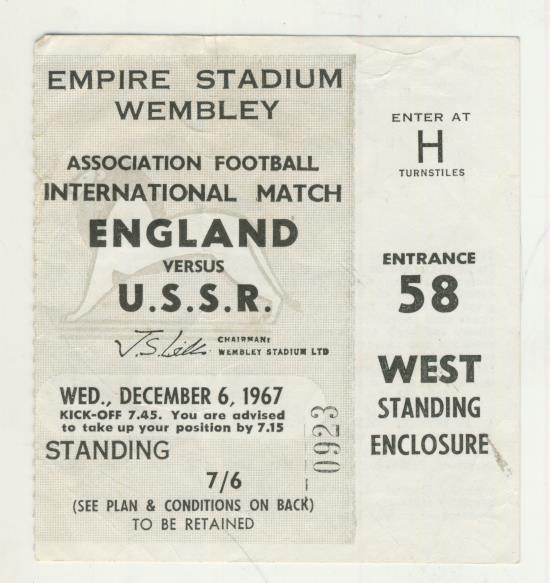 EMPIRE STADIUM
WEMBLEY
ASSOCIATION FOOTBALL
INTERNATIONAL MATCH
ENGLAND
VERSUS
U.S.S.R.
CHAIRMAN:
WEMBLEY STADIUM LTD
WED., DECEMBER 6, 1967
KICK-OFF 7.45. You are advised
to take up your position by 7.15
STANDING
7/6
(SEE PLAN & CONDITIONS ON BACK)
TO BE RETAINED
0923
ENTER AT
H
TURNSTILES
ENTRANCE
58
WEST
STANDING
ENCLOSURE